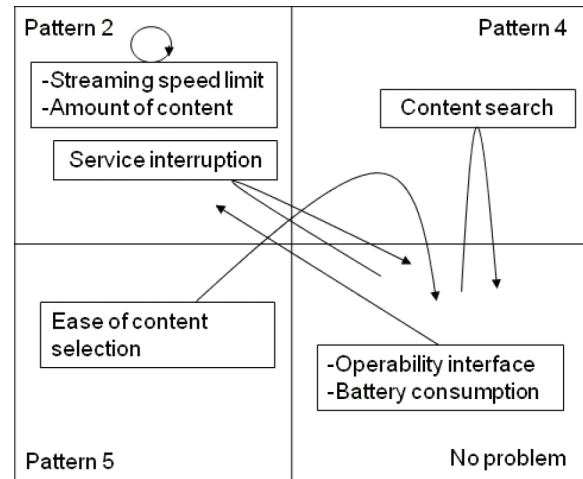 Pattern 2
Pattern 4
-Streaming speed limit
-Amount of content
Content search
Service interruption
Ease of content
selection
-Operability interface
-Battery consumption
Pattern 5
No problem